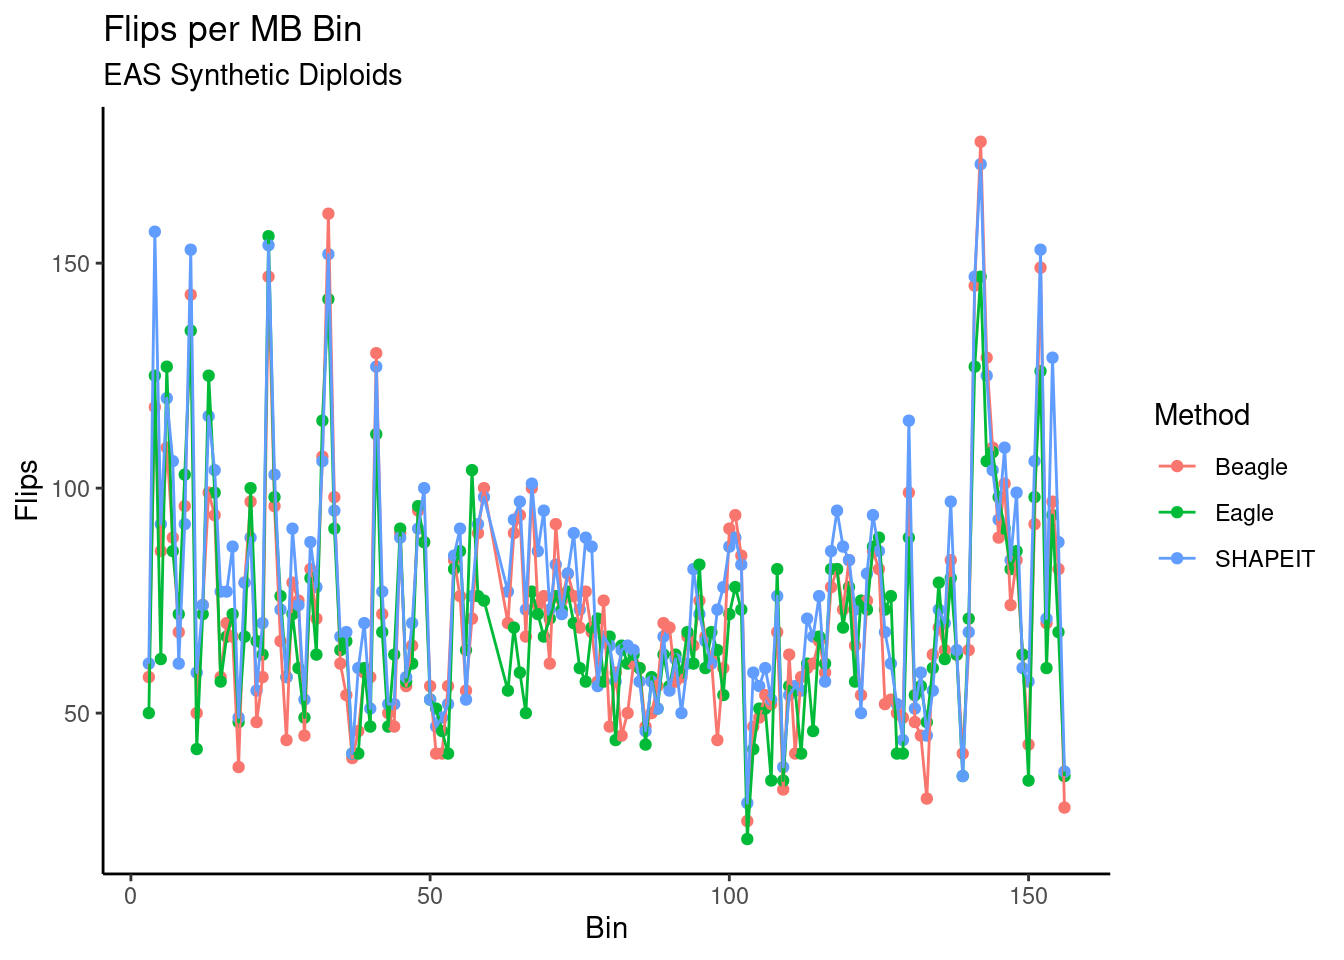 Flips per MB Bin
EAS Synthetic Diploids
150
100
50
Flips
0
50
100
150
Bin
Method
Beagle
Eagle
SHAPEIT